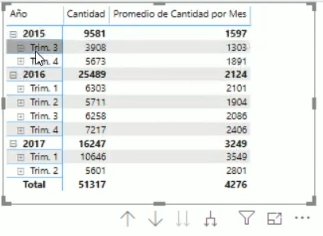 Año Cantidad Promedio de Cantidad por Mes
2015 9581 1597
Trim. 3 3908 1303
Trim. 4 5673 1891
2016 25489 2124
Trim. 1 6303 2101
Trim. 2 5711 1904
Trim. 3 6258 2086
Trim. 4 7217 2406
2017 16247 3249
Trim. 1 10646 3549
Trim. 2 5601 2801
Total 51317 4276